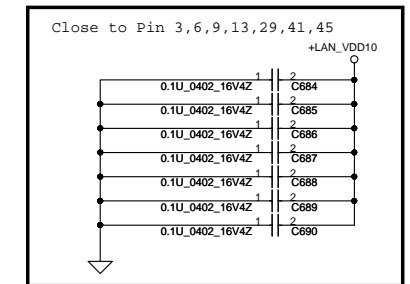 Close to Pin 3,6,9,13,29,41,45
+LAN_VDD10
1 2
0.1U_0402_16V4Z C684
1 2
0.1U_0402_16V4Z C685
1 2
0.1U_0402_16V4Z C686
1 2
0.1U_0402_16V4Z C687
1 2
0.1U_0402_16V4Z C688
1 2
0.1U_0402_16V4Z C689
1 2
0.1U_0402_16V4Z C690